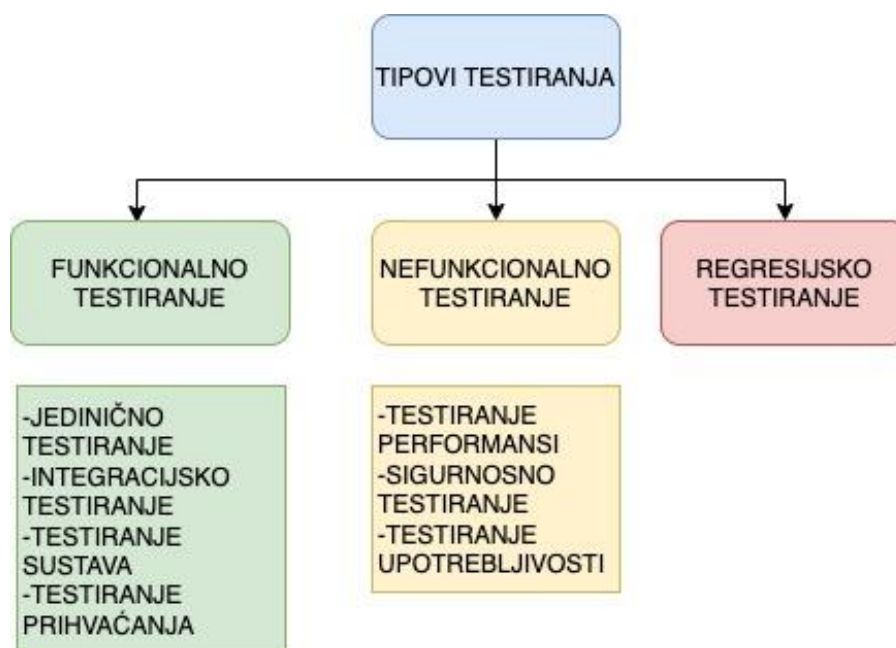 TIPOVI TESTIRANJA
FUNKCIONALNO
TESTIRANJE
NEFUNKCIONALNO
TESTIRANJE
REGRESIJSKO
TESTIRANJE
-JEDINIČNO
TESTIRANJE
-INTEGRACIJSKO
TESTIRANJE
-TESTIRANJE
SUSTAVA
-TESTIRANJE
PRIHVAĆANJA
-TESTIRANJE
PERFORMANSI
-SIGURNOSNO
TESTIRANJE
-TESTIRANJE
UPOTREBLJIVOSTI